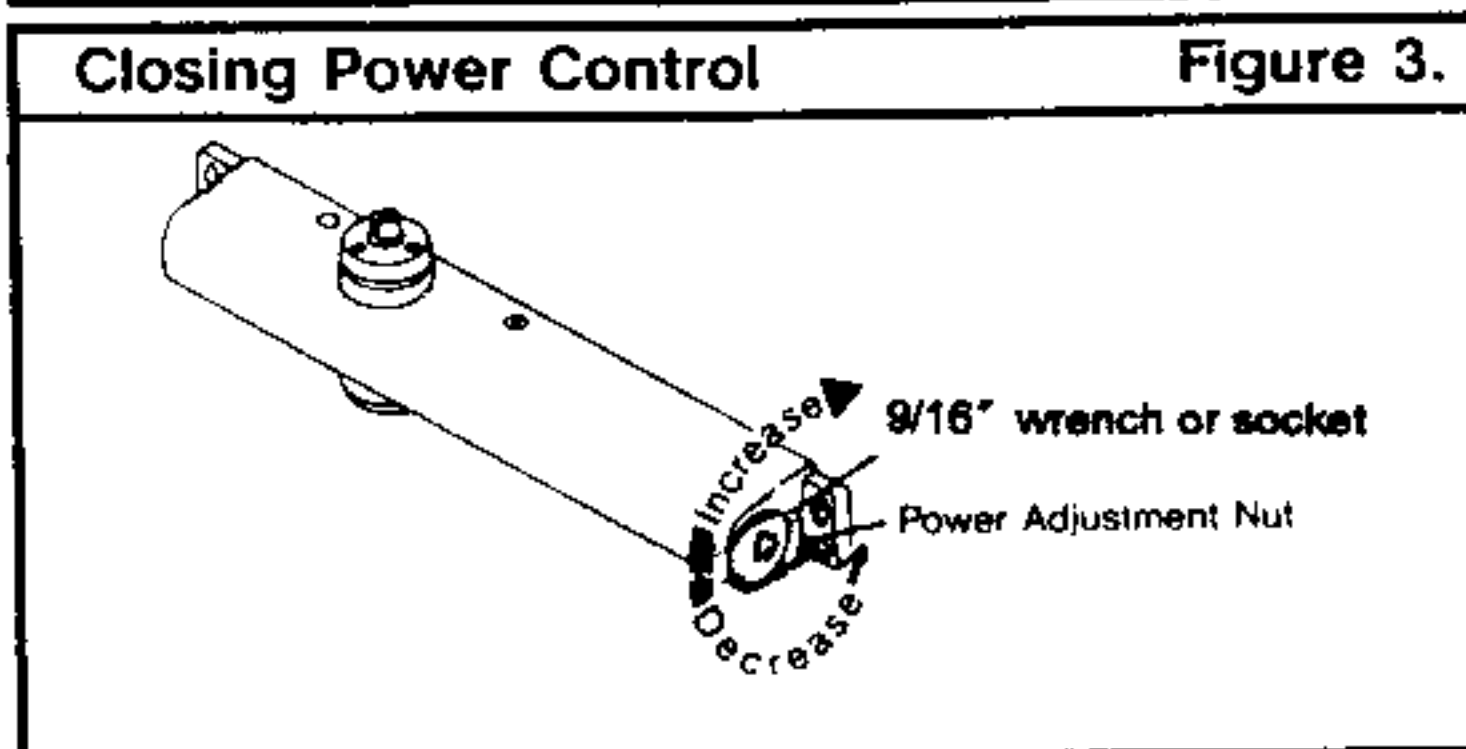 Closing Power Control Figure 3.
Increase
9/16" wrench or socket
Power Adjustment Nut
Decrease